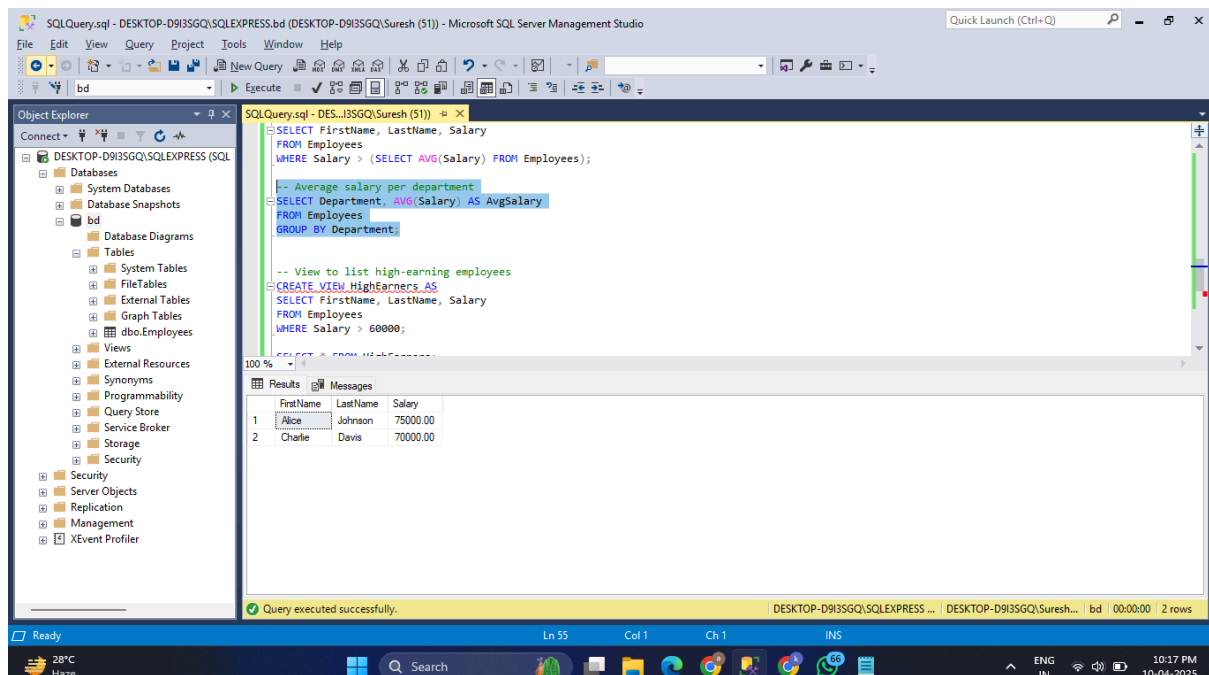 SQLQuery.sql - DESKTOP-D9I3SGQ\SQLEXPRESS.bd (DESKTOP-D9I3SGQ\Suresh (51)) - Microsoft SQL Server Management Studio
Quick Launch (Ctrl+Q)
File Edit View Query Project Tools Window Help
New Query
bd
Execute
Object Explorer
SQLQuery.sql - DES...I3SGQ\Suresh (51))
Connect
DESKTOP-D9I3SGQ\SQLEXPRESS (SQL
Databases
System Databases
Database Snapshots
bd
Database Diagrams
Tables
System Tables
FileTables
External Tables
Graph Tables
dbo.Employees
Views
External Resources
Synonyms
Programmability
Query Store
Service Broker
Storage
Security
Security
Server Objects
Replication
Management
XEvent Profiler
SELECT FirstName, LastName, Salary
FROM Employees
WHERE Salary > (SELECT AVG(Salary) FROM Employees);
-- Average salary per department
SELECT Department, AVG(Salary) AS AvgSalary
FROM Employees
GROUP BY Department;
-- View to list high-earning employees
CREATE VIEW HighEarners AS
SELECT FirstName, LastName, Salary
FROM Employees
WHERE Salary > 60000;
SELECT * FROM HighEarners;
100 %
Results Messages
FirstName LastName Salary
1 Alice Johnson 75000.00
2 Charlie Davis 70000.00
Query executed successfully.
DESKTOP-D9I3SGQ\SQLEXPRESS ... DESKTOP-D9I3SGQ\Suresh... bd 00:00:00 2 rows
Ready Ln 55 Col 1 Ch 1 INS
28°C
Haze
Search
66
ENG
IN
10:17 PM
10-04-2025